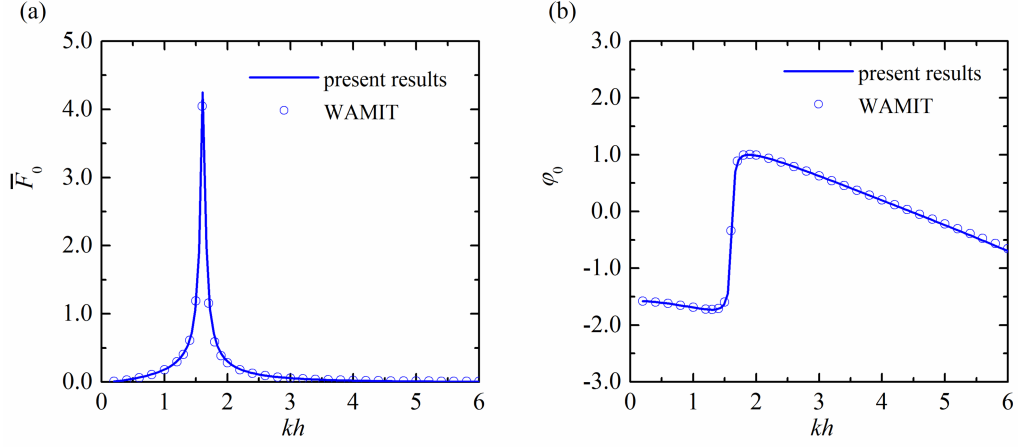 (a)
5.0
4.0
3.0
2.0
1.0
0.0
F̅₀
present results
WAMIT
0 1 2 3 4 5 6
kh
(b)
3.0
2.0
1.0
0.0
-1.0
-2.0
-3.0
φ₀
present results
WAMIT
0 1 2 3 4 5 6
kh